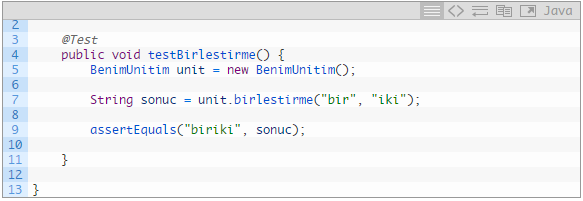 Java
2
3 @Test
4 public void testBirlestirme() {
5 BenimUnitim unit = new BenimUnitim();
6
7 String sonuc = unit.birlestirme("bir", "iki");
8
9 assertEquals("biriki", sonuc);
10
11 }
12
13 }